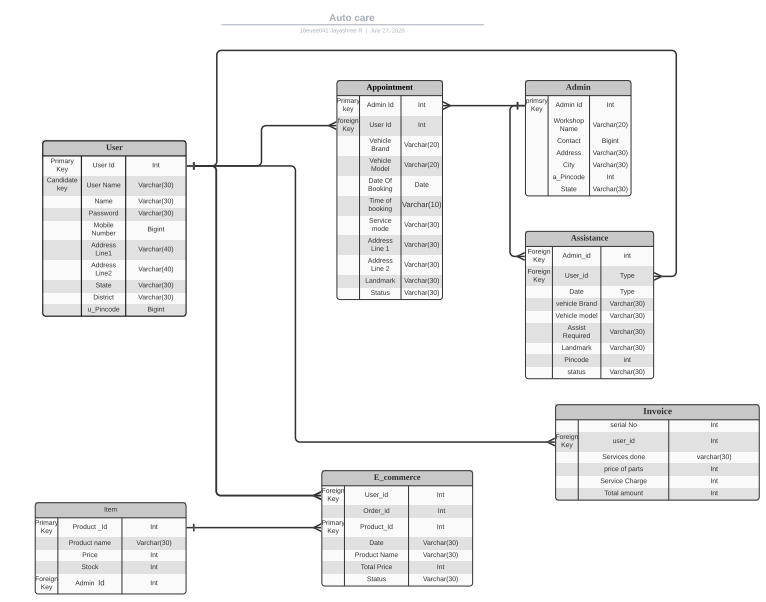 Auto care
18euee041 Jayashree R | July 27, 2020
Appointment
Primary key Admin Id Int
foreign Key User Id Int
Vehicle Brand Varchar(20)
Vehicle Model Varchar(20)
Date Of Booking Date
Time of booking Varchar(10)
Service mode Varchar(30)
Address Line 1 Varchar(30)
Address Line 2 Varchar(30)
Landmark Varchar(30)
Status Varchar(30)
Admin
primsry Key Admin Id Int
Workshop Name Varchar(20)
Contact Bigint
Address Varchar(30)
City Varchar(30)
a_Pincode Int
State Varchar(30)
User
Primary Key User Id Int
Candidate key User Name Varchar(30)
Name Varchar(30)
Password Varchar(30)
Mobile Number Bigint
Address Line1 Varchar(40)
Address Line2 Varchar(40)
State Varchar(30)
District Varchar(30)
u_Pincode Bigint
Assistance
Foreign Key Admin_id int
Foreign Key User_id Type
Date Type
vehicle Brand Varchar(30)
Vehicle model Varchar(30)
Assist Required Varchar(30)
Landmark Varchar(30)
Pincode int
status Varchar(30)
Invoice
serial No Int
Foreign Key user_id Int
Services done varchar(30)
price of parts Int
Service Charge Int
Total amount Int
E_commerce
Foreign Key User_id Int
Order_id Int
Primary Key Product_Id Int
Date Varchar(30)
Product Name Varchar(30)
Total Price Int
Status Varchar(30)
Item
Primary Key Product _Id Int
Product name Varchar(30)
Price Int
Stock Int
Foreign Key Admin Id Int